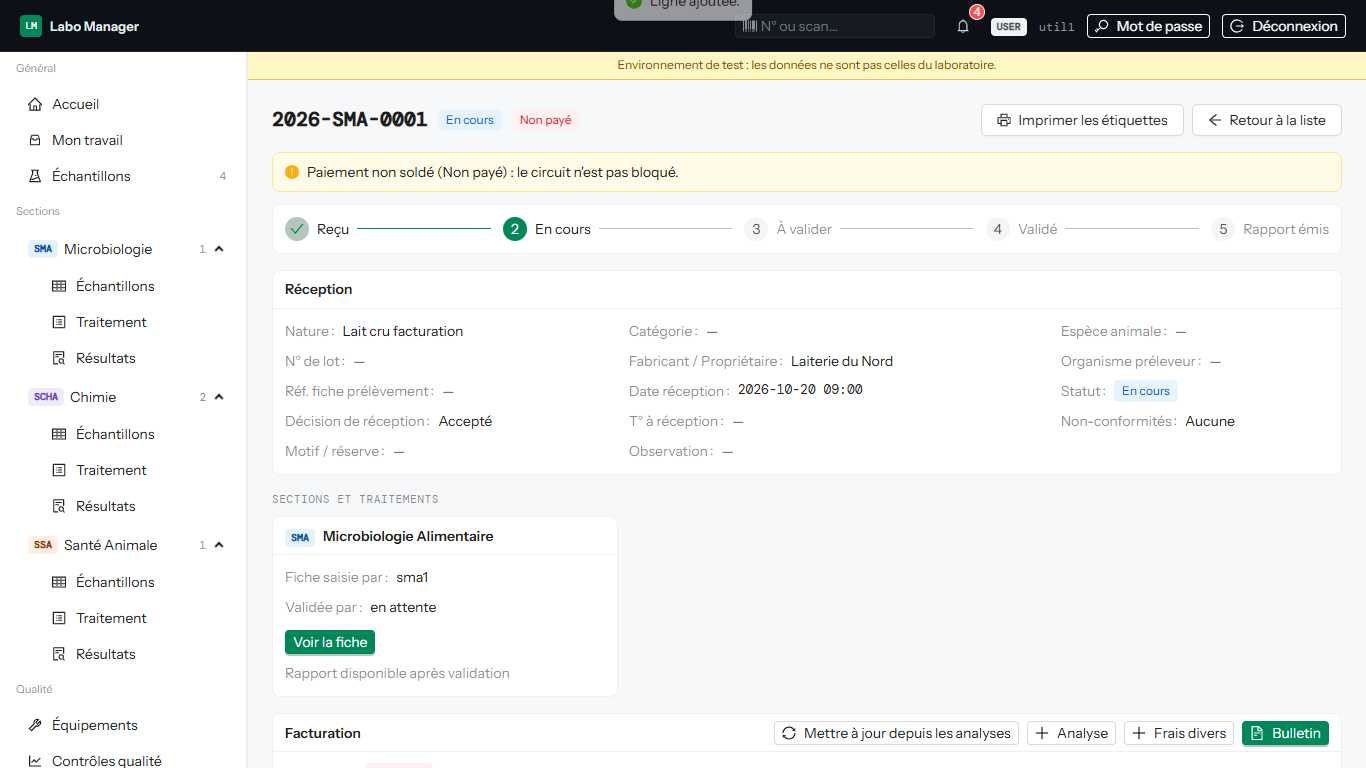 Ligne ajoutée.
LM Labo Manager
N° ou scan...
4
USER
util1
Mot de passe
Déconnexion
Environnement de test : les données ne sont pas celles du laboratoire.
Général
Accueil
Mon travail
Échantillons 4
Sections
SMA Microbiologie 1
Échantillons
Traitement
Résultats
SCHA Chimie 2
Échantillons
Traitement
Résultats
SSA Santé Animale 1
Échantillons
Traitement
Résultats
Qualité
Équipements
Contrôles qualité
2026-SMA-0001 En cours Non payé
Imprimer les étiquettes
Retour à la liste
Paiement non soldé (Non payé) : le circuit n'est pas bloqué.
Reçu 2 En cours 3 À valider 4 Validé 5 Rapport émis
Réception
Nature : Lait cru facturation Catégorie : — Espèce animale : —
N° de lot : — Fabricant / Propriétaire : Laiterie du Nord Organisme préleveur : —
Réf. fiche prélèvement : — Date réception : 2026-10-20 09:00 Statut : En cours
Décision de réception : Accepté T° à réception : — Non-conformités : Aucune
Motif / réserve : — Observation : —
SECTIONS ET TRAITEMENTS
SMA Microbiologie Alimentaire
Fiche saisie par : sma1
Validée par : en attente
Voir la fiche
Rapport disponible après validation
Facturation
Mettre à jour depuis les analyses
Analyse
Frais divers
Bulletin